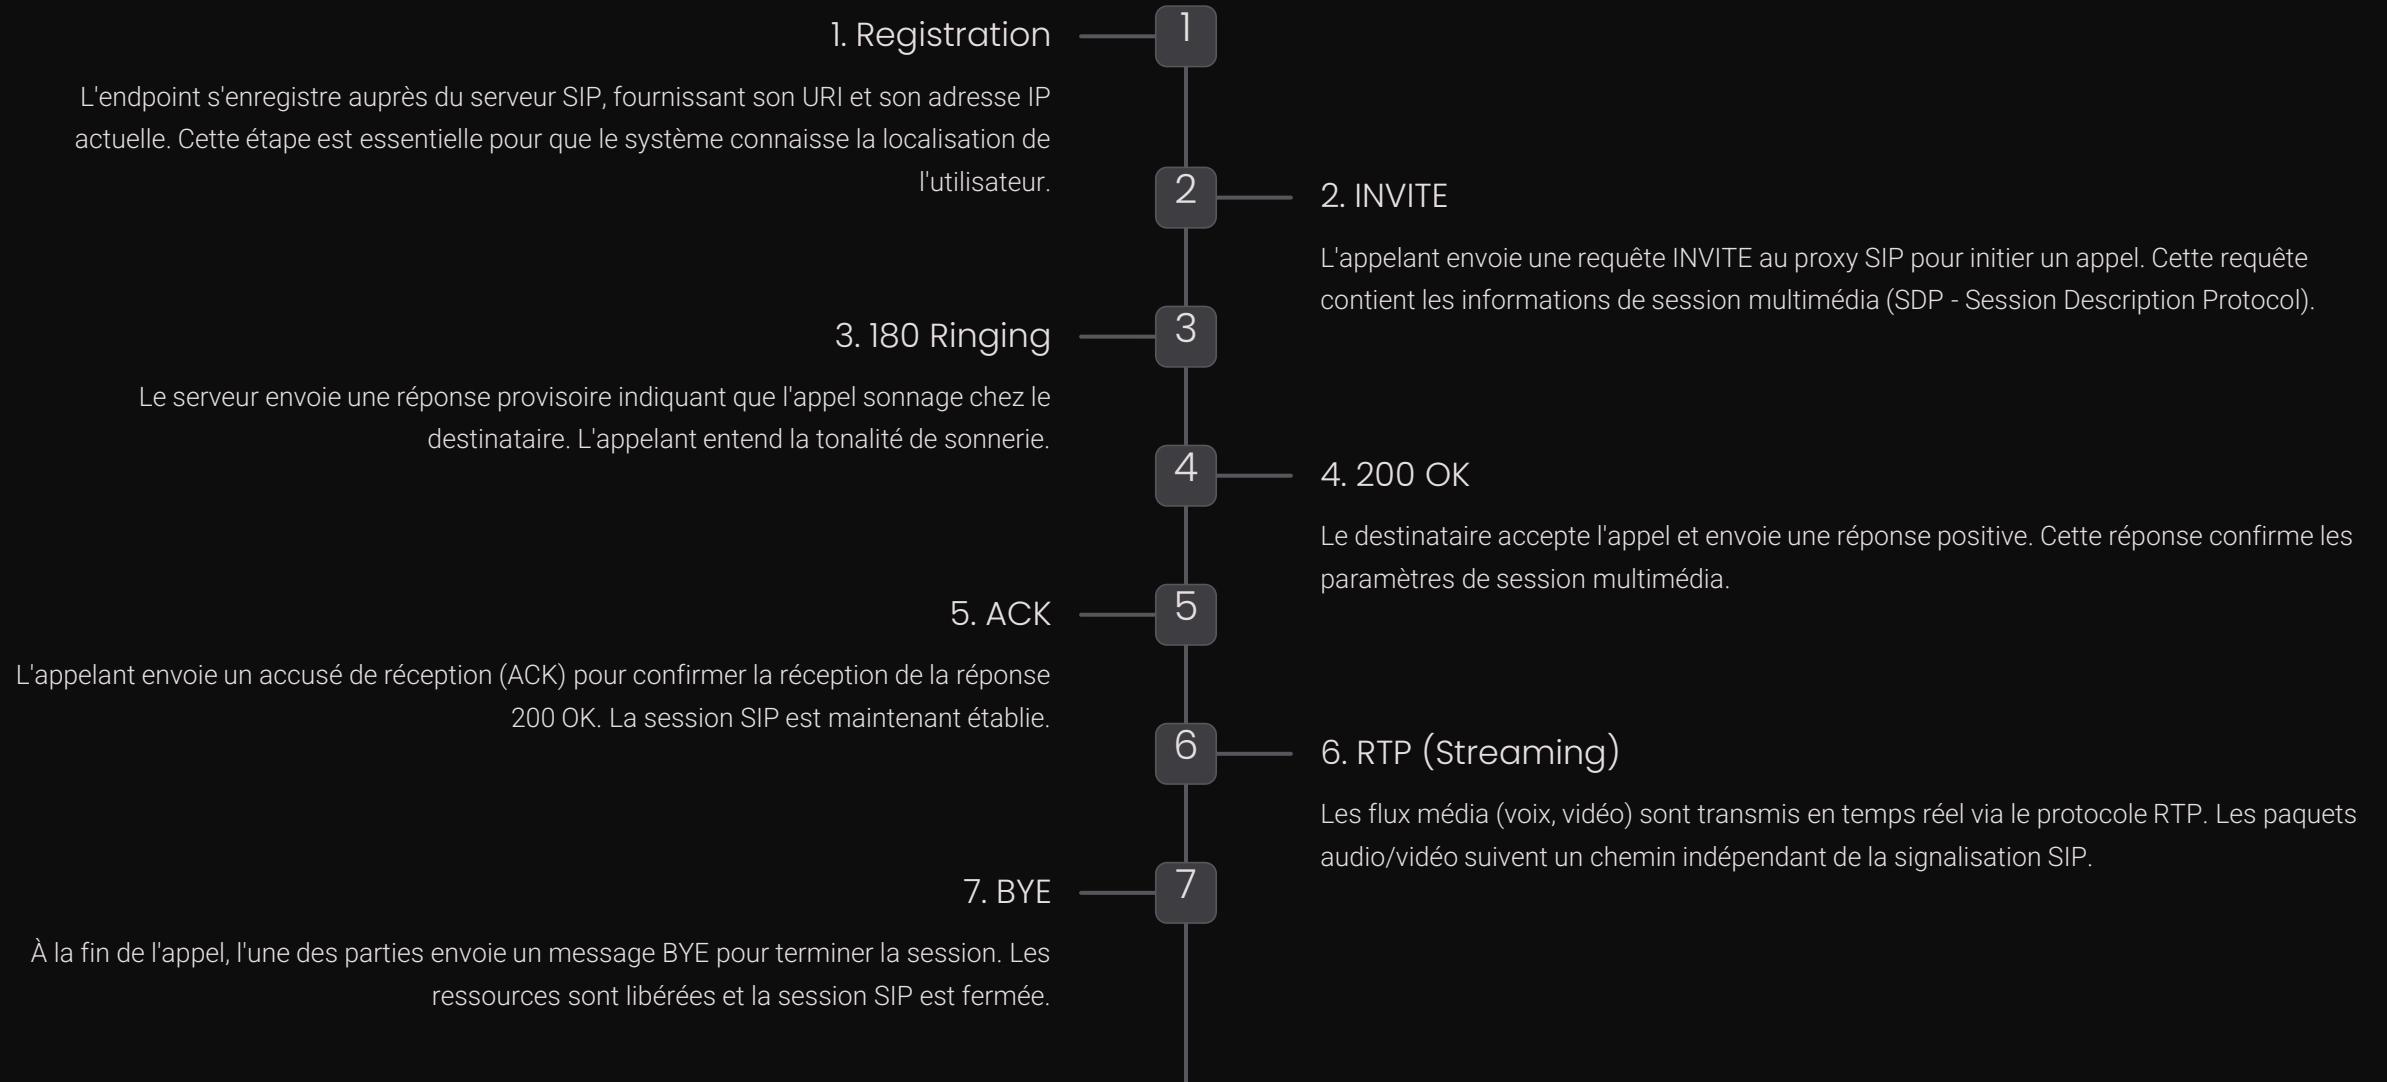 1. Registration
1
L'endpoint s'enregistre auprès du serveur SIP, fournissant son URI et son adresse IP
actuelle. Cette étape est essentielle pour que le système connaisse la localisation de
l'utilisateur.
2
2. INVITE
L'appelant envoie une requête INVITE au proxy SIP pour initier un appel. Cette requête
contient les informations de session multimédia (SDP - Session Description Protocol).
3. 180 Ringing
3
Le serveur envoie une réponse provisoire indiquant que l'appel sonnage chez le
destinataire. L'appelant entend la tonalité de sonnerie.
4
4. 200 OK
Le destinataire accepte l'appel et envoie une réponse positive. Cette réponse confirme les
paramètres de session multimédia.
5. ACK
5
L'appelant envoie un accusé de réception (ACK) pour confirmer la réception de la réponse
200 OK. La session SIP est maintenant établie.
6
6. RTP (Streaming)
Les flux média (voix, vidéo) sont transmis en temps réel via le protocole RTP. Les paquets
audio/vidéo suivent un chemin indépendant de la signalisation SIP.
7. BYE
7
À la fin de l'appel, l'une des parties envoie un message BYE pour terminer la session. Les
ressources sont libérées et la session SIP est fermée.